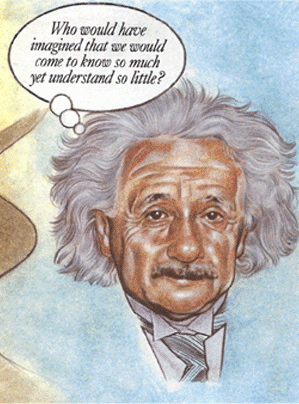 Who would have
imagined that we would
come to know so much
yet understand so little?